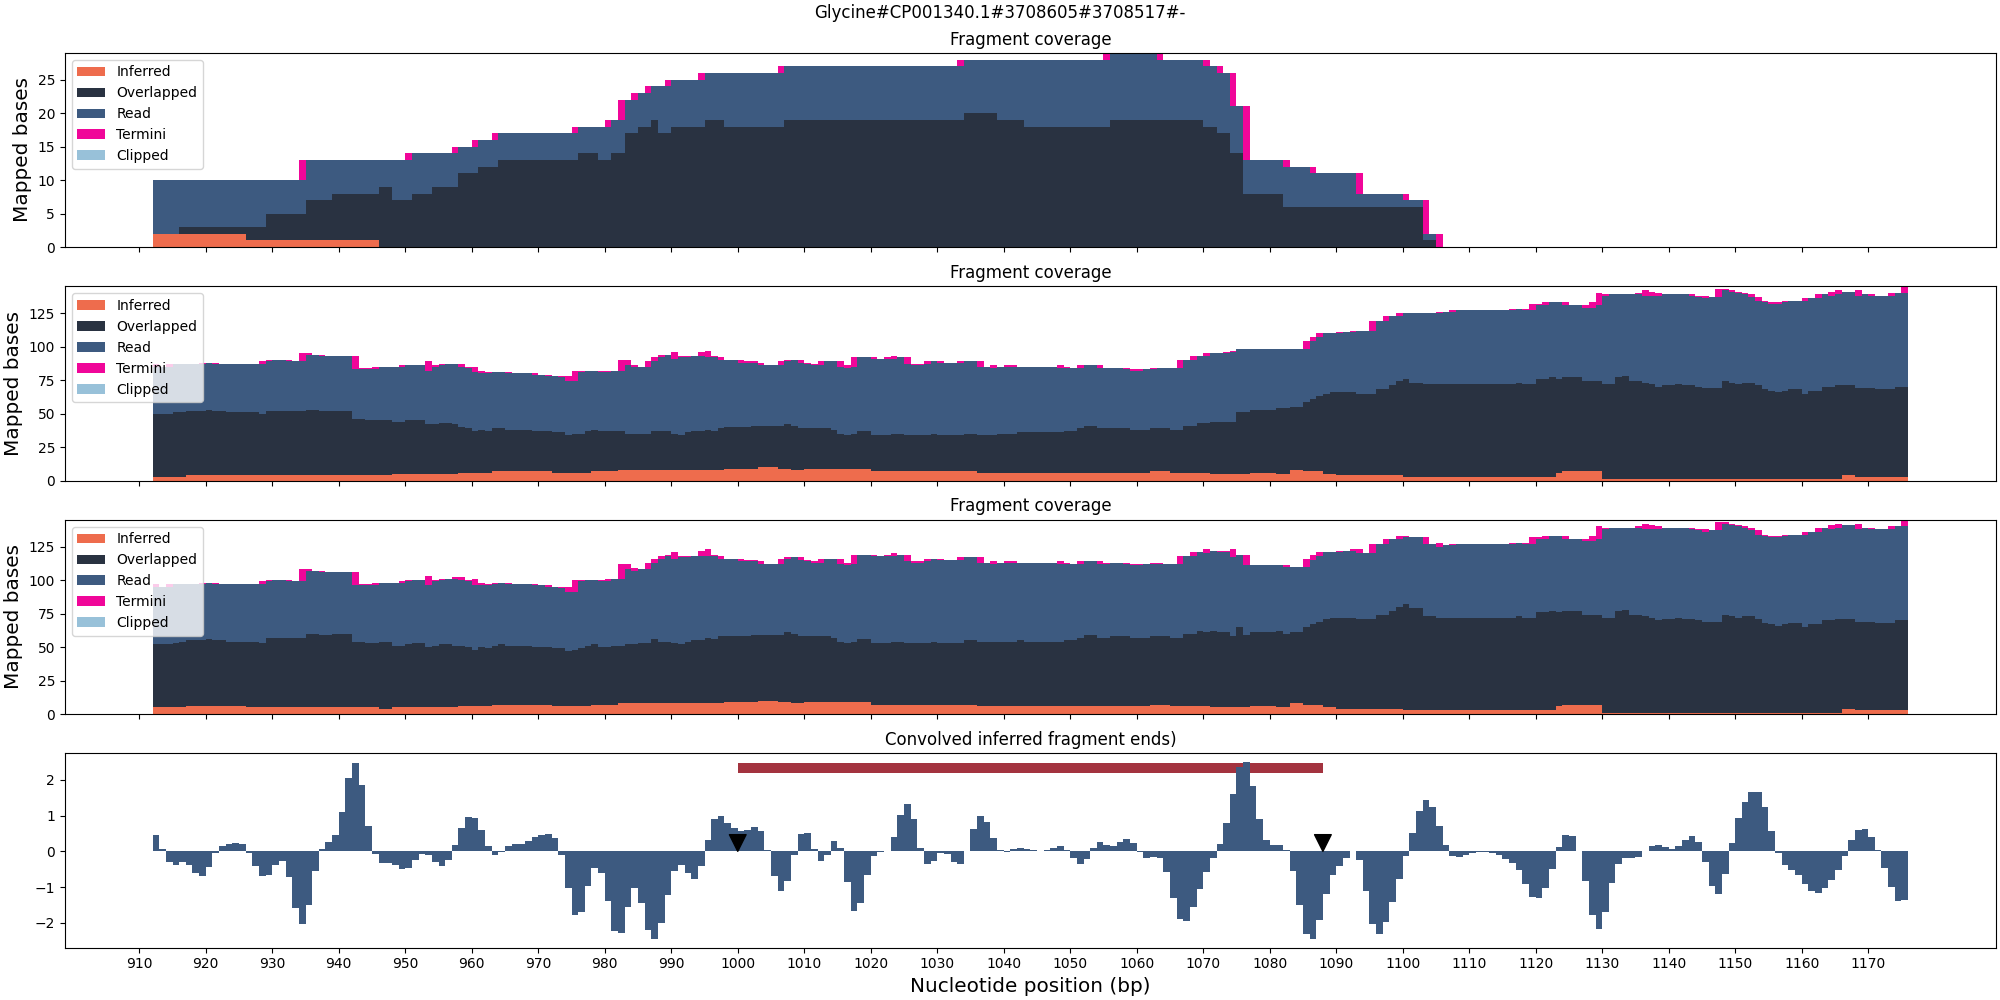 Glycine#CP001340.1#3708605#3708517#-
Fragment coverage
Mapped bases
25
20
15
10
5
0
Inferred
Overlapped
Read
Termini
Clipped
Fragment coverage
Mapped bases
125
100
75
50
25
0
Inferred
Overlapped
Read
Termini
Clipped
Fragment coverage
Mapped bases
125
100
75
50
25
0
Inferred
Overlapped
Read
Termini
Clipped
Convolved inferred fragment ends)
2
1
0
−1
−2
910 920 930 940 950 960 970 980 990 1000 1010 1020 1030 1040 1050 1060 1070 1080 1090 1100 1110 1120 1130 1140 1150 1160 1170
Nucleotide position (bp)